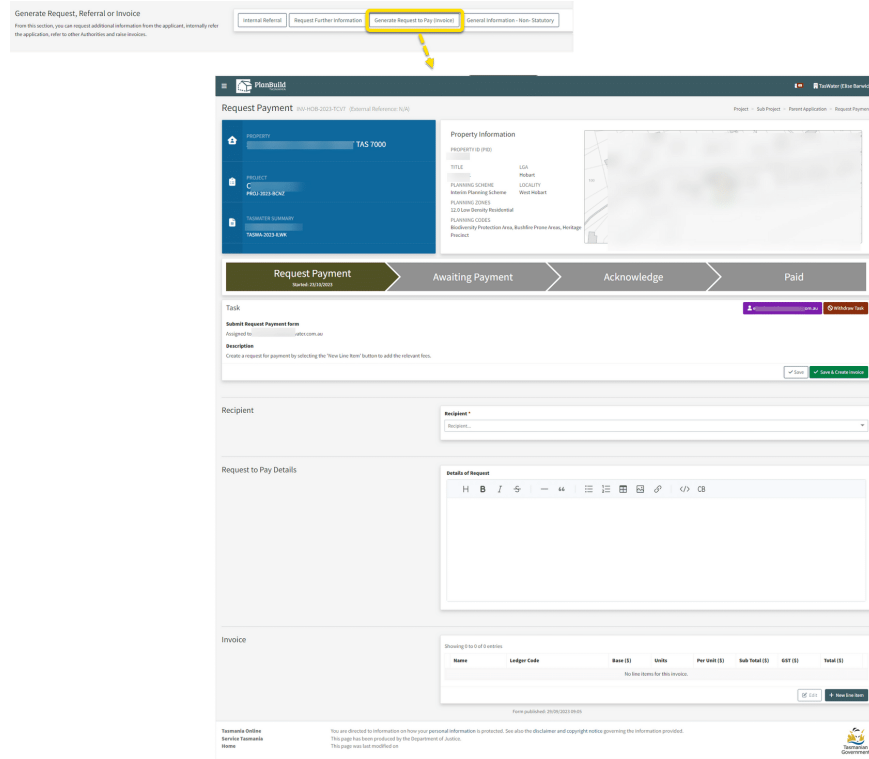 Generate Request, Referral or Invoice
From this section, you can request additional information from the applicant, internally refer
the application, refer to other Authorities and raise invoices.
Internal Referral
Request Further Information
Generate Request to Pay (Invoice)
General Information - Non- Statutory
PlanBuild
TasWater (Elise Barwic
Request Payment INV-HOB-2023-TCVT - (External Reference: N/A)
Project - Sub Project - Parent Application - Request Paymen
PROPERTY
TAS 7000
PROJECT
C
PROJ-2023-BCNZ
TASWATER SUMMARY
TASWA-2023-ILWK
Property Information
PROPERTY ID (PID)
TITLE
LGA
Hobart
PLANNING SCHEME
LOCALITY
Interim Planning Scheme
West Hobart
PLANNING ZONES
12.0 Low Density Residential
PLANNING CODES
Biodiversity Protection Area, Bushfire Prone Areas, Heritage
Precinct
Request Payment
Started: 23/10/2023
Awaiting Payment
Acknowledge
Paid
Task
om.au
Withdraw Task
Submit Request Payment form
Assigned to
ater.com.au
Description
Create a request for payment by selecting the 'New Line Item' button to add the relevant fees.
Save
Save & Create Invoice
Recipient
Recipient *
Recipient...
Request to Pay Details
Details of Request
H B I S — “ </> CB
Invoice
Showing 0 to 0 of 0 entries
Name Ledger Code Base ($) Units Per Unit ($) Sub Total ($) GST ($) Total ($)
No line items for this invoice.
Edit
+ New line item
Form published: 29/09/2023 09:05
Tasmania Online
Service Tasmania
Home
You are directed to information on how your personal information is protected. See also the disclaimer and copyright notice governing the information provided.
This page has been produced by the Department of Justice.
This page was last modified on
Tasmanian
Government